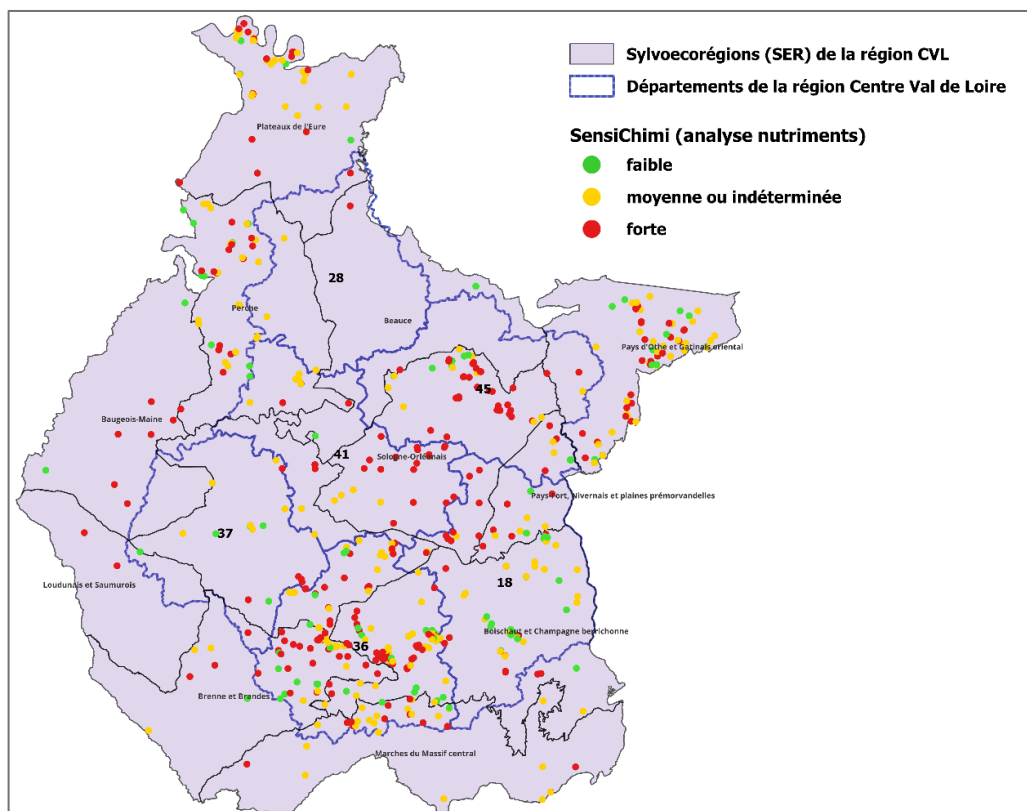 Sylvoecorégions (SER) de la région CVL
Départements de la région Centre Val de Loire
SensiChimi (analyse nutriments)
faible
moyenne ou indéterminée
forte
Plateaux de l'Eure
28
Perche
Beauce
Pays d'Othe et Gâtinais oriental
45
Baugeois-Maine
41
Sologne-Orléanais
Pays-Fort, Nivernais et plaines prémorvandelles
37
Loudunais et Saumurois
18
Boischaut et Champagne berrichonne
36
Brenne et Brandes
Marches du Massif central